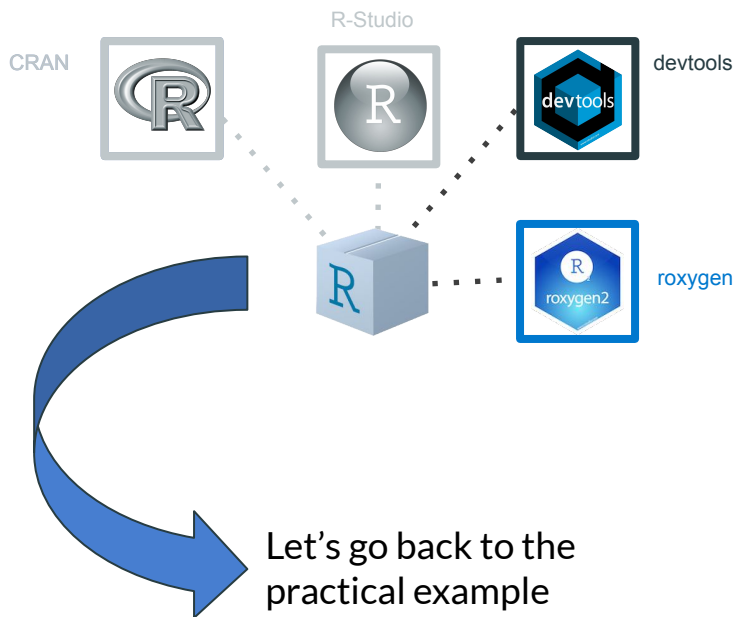 R-Studio
CRAN
devtools
R
R
devtools
R
R
roxygen2
roxygen
Let's go back to the
practical example